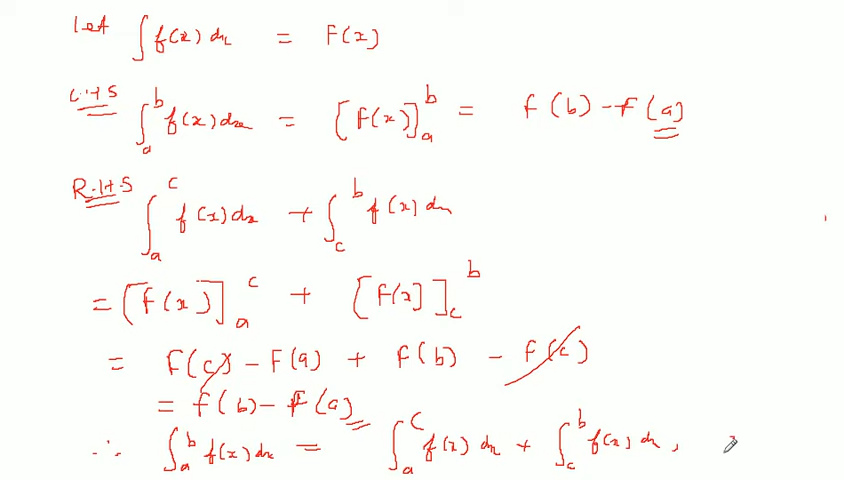 Let ∫ f(x) dx = F(x)
L.H.S ∫_a^b f(x) dx = [F(x)]_a^b = F(b) - F(a)
R.H.S ∫_a^c f(x) dx + ∫_c^b f(x) dx
= [F(x)]_a^c + [F(x)]_c^b
= F(c) - F(a) + F(b) - F(c)
= F(b) - F(a)
∴ ∫_a^b f(x) dx = ∫_a^c f(x) dx + ∫_c^b f(x) dx ,